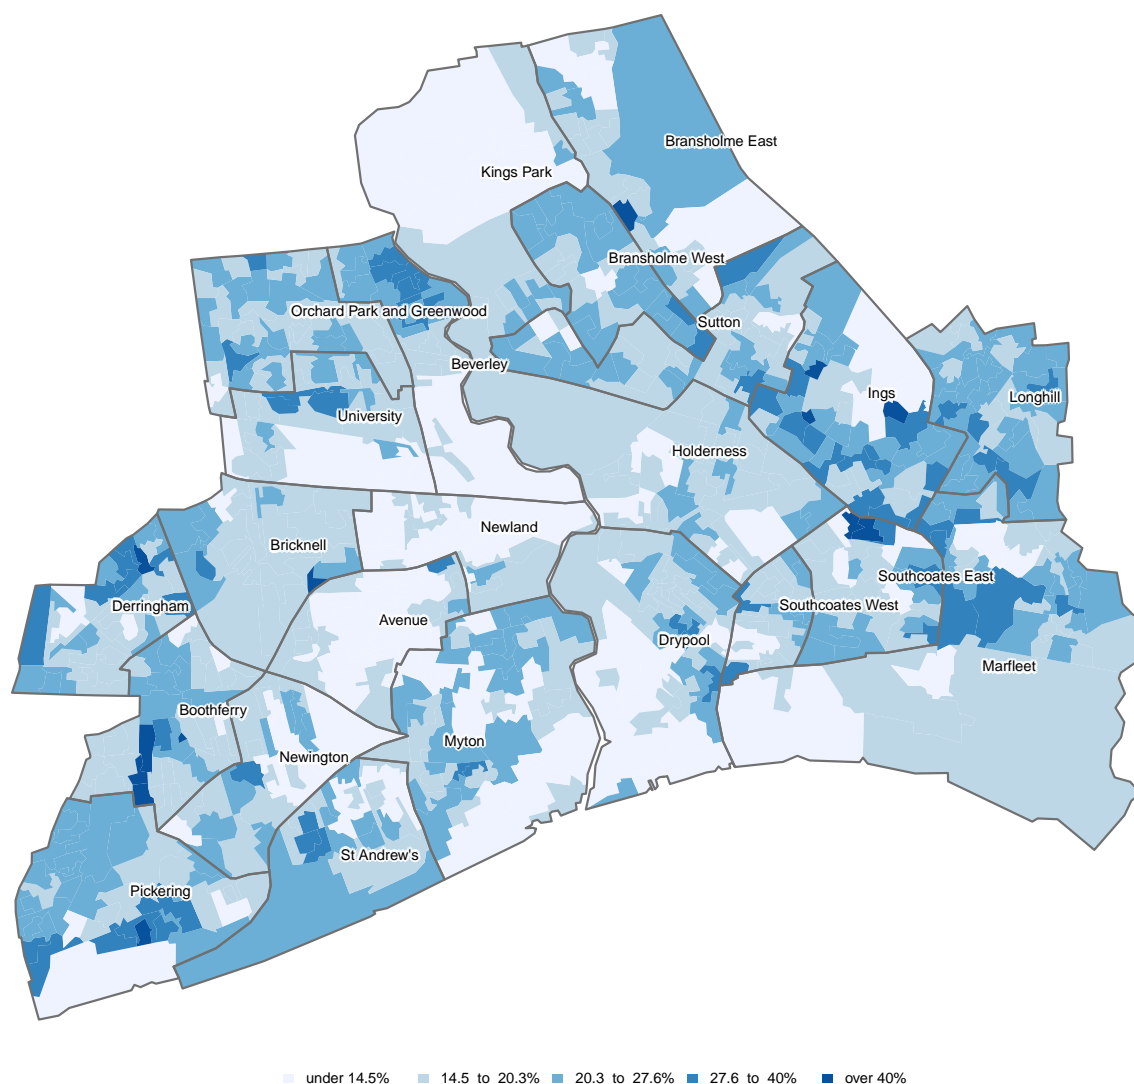 Bransholme East
Kings Park
Bransholme West
Orchard Park and Greenwood
Sutton
Beverley
Ings
Longhill
University
Holderness
Newland
Bricknell
Southcoates East
Derringham
Southcoates West
Avenue
Drypool
Marfleet
Boothferry
Myton
Newington
St Andrew's
Pickering
under 14.5% 14.5 to 20.3% 20.3 to 27.6% 27.6 to 40% over 40%